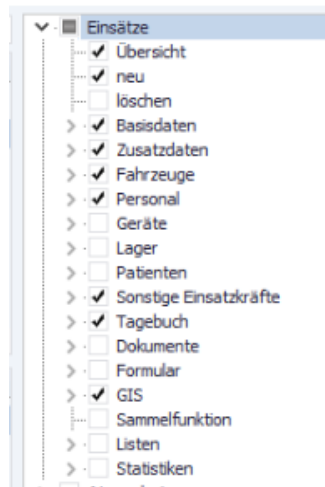 Einsätze
Übersicht
neu
löschen
Basisdaten
Zusatzdaten
Fahrzeuge
Personal
Geräte
Lager
Patienten
Sonstige Einsatzkräfte
Tagebuch
Dokumente
Formular
GIS
Sammelfunktion
Listen
Statistiken